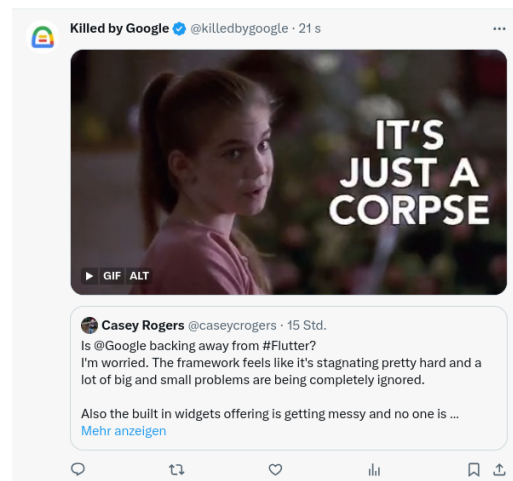 Killed by Google @killedbygoogle · 21 s
IT'S
JUST A
CORPSE
GIF ALT
Casey Rogers @caseycrogers · 15 Std.
Is @Google backing away from #Flutter?
I'm worried. The framework feels like it's stagnating pretty hard and a
lot of big and small problems are being completely ignored.
Also the built in widgets offering is getting messy and no one is ...
Mehr anzeigen